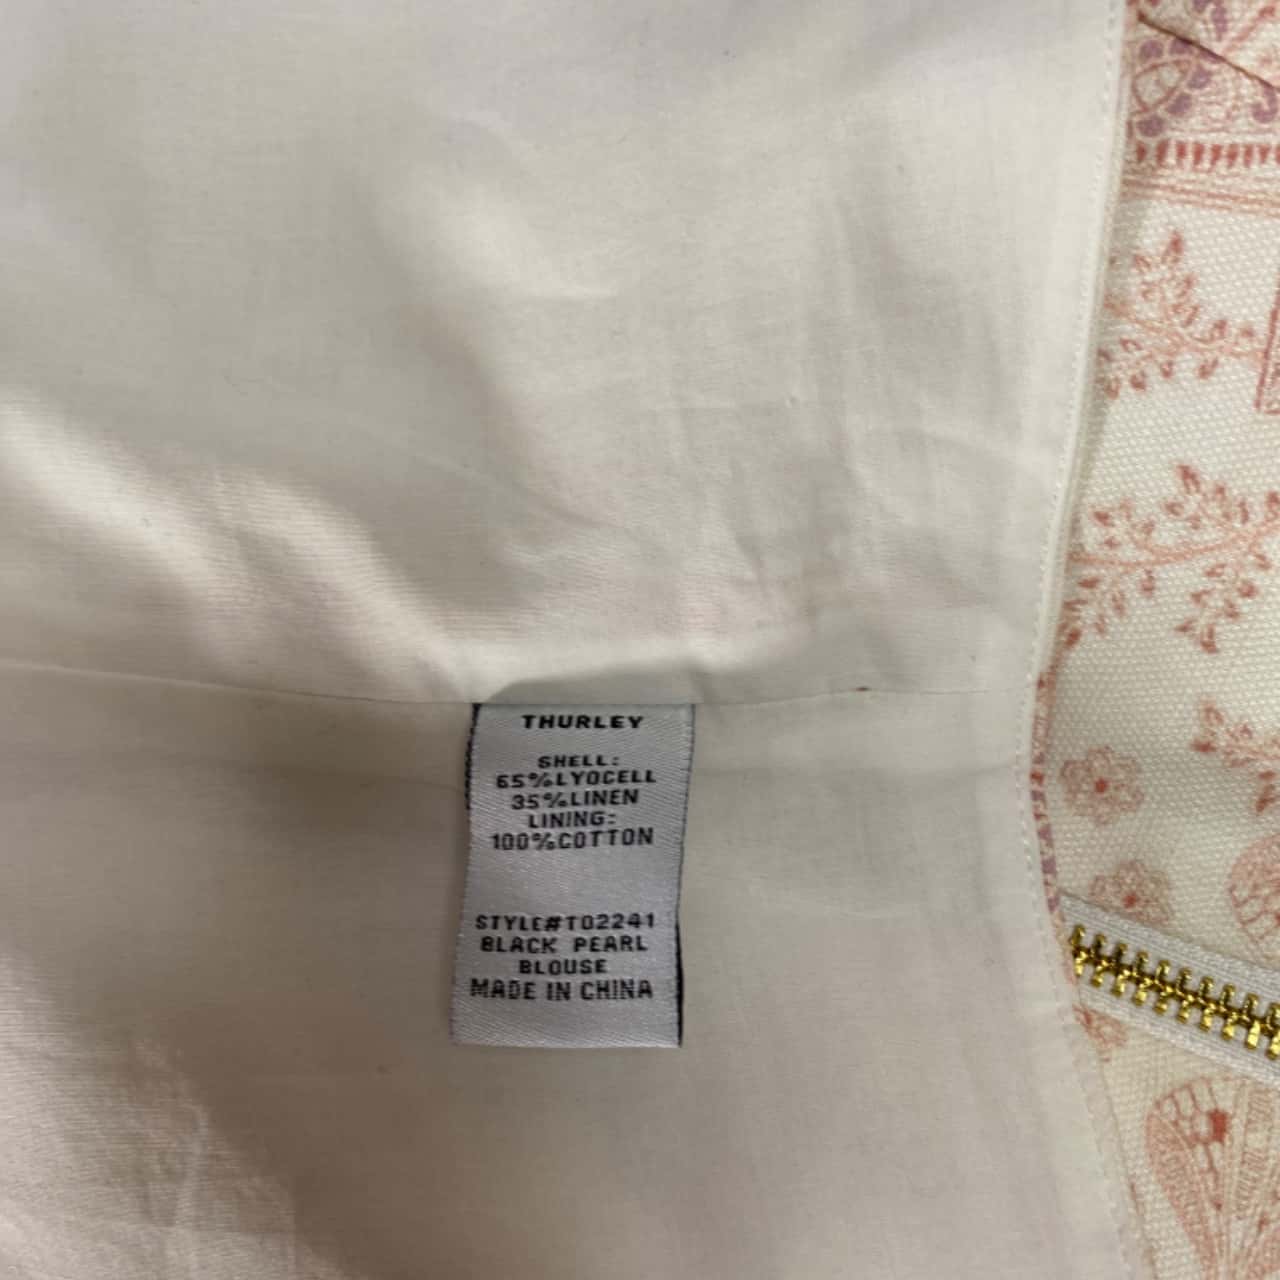 THURLEY
SHELL:
65%LYOCELL
35%LINEN
LINING:
100%COTTON
STYLE#T02241
BLACK PEARL
BLOUSE
MADE IN CHINA